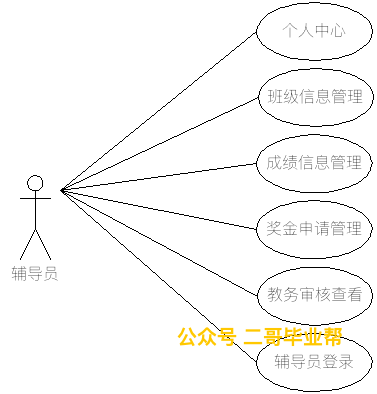 个人中心
班级信息管理
成绩信息管理
奖金申请管理
辅导员
教务审核查看
公众号 二哥毕业帮
辅导员登录